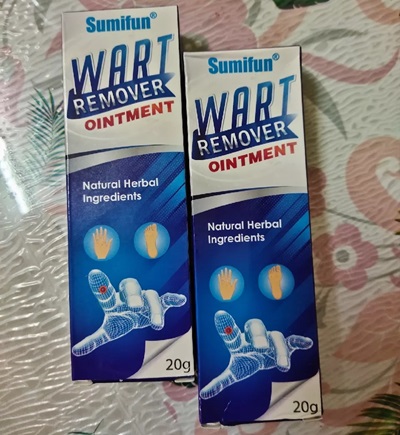 Sumifun®
WART
REMOVER
OINTMENT
Natural Herbal
Ingredients
20g
Sumifun®
WART
REMOVER
OINTMENT
Natural Herbal
Ingredients
20g